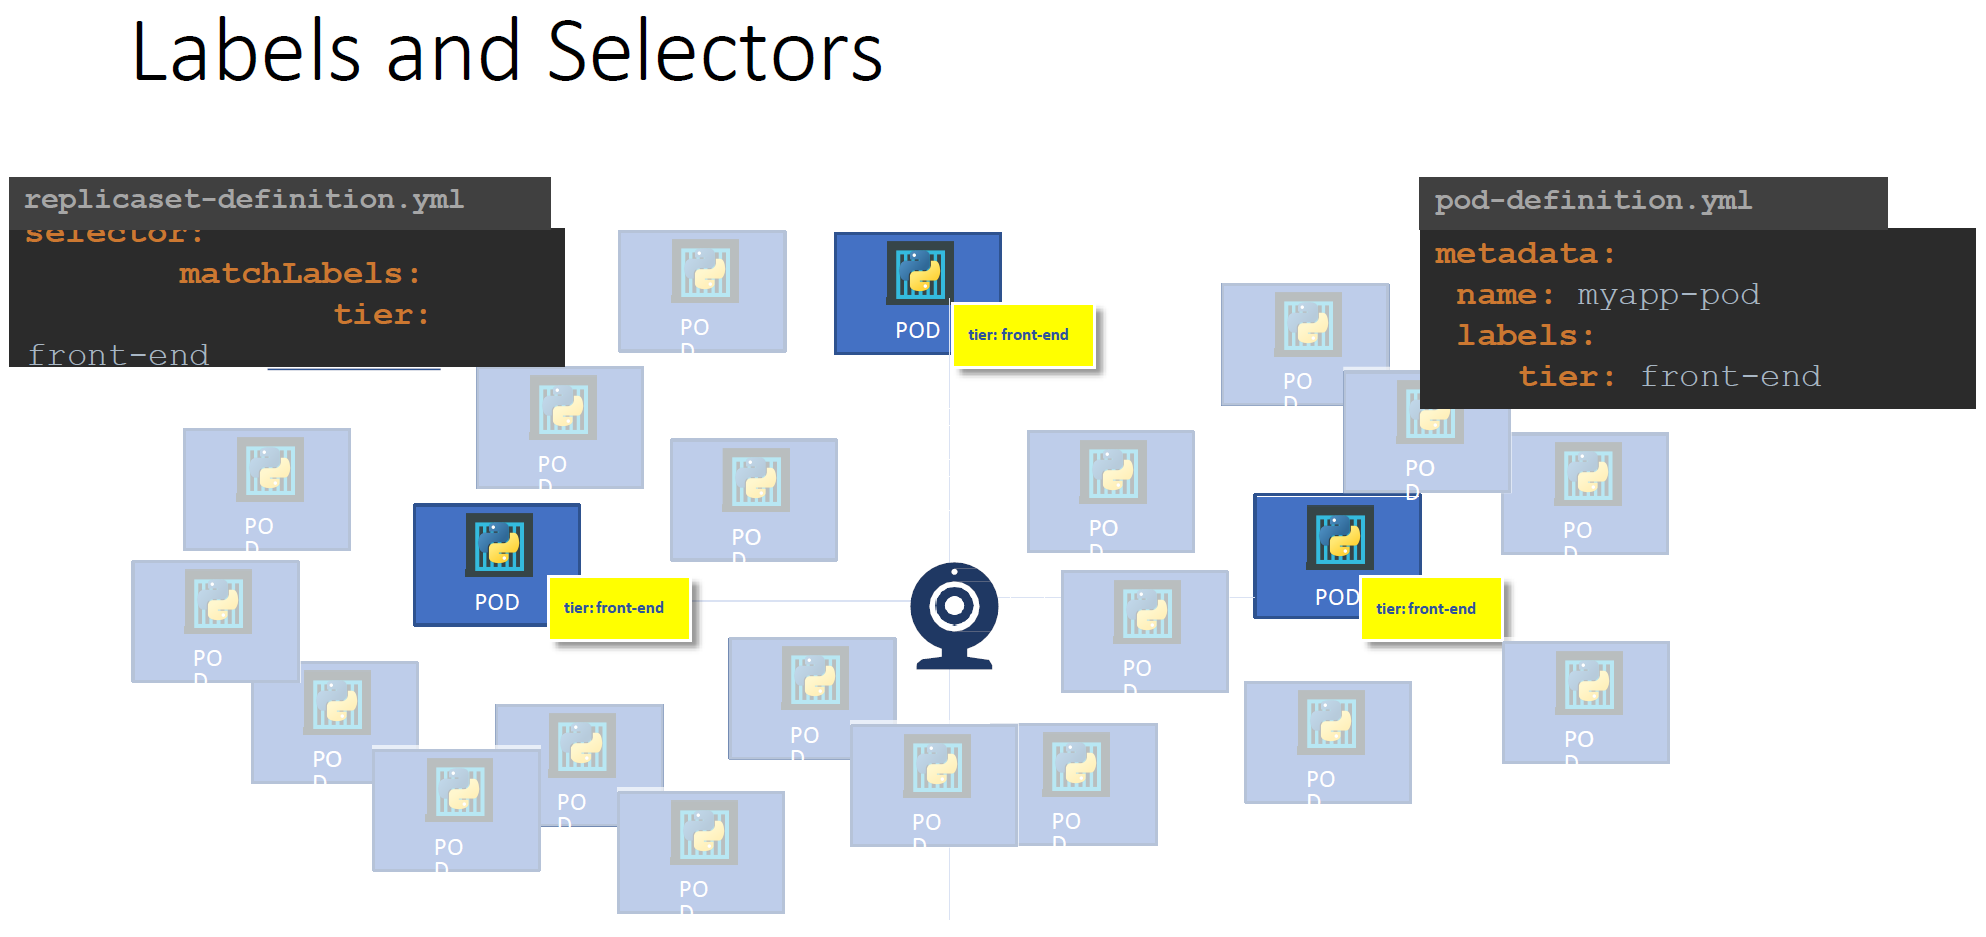 Labels and Selectors
replicaset-definition.yml
selector:
matchLabels:
tier:
front-end
pod-definition.yml
metadata:
name: myapp-pod
labels:
tier: front-end
PO
D
POD
tier: front-end
PO
D
PO
D
PO
D
PO
D
PO
D
PO
D
PO
D
POD
tier: front-end
POD
tier: front-end
PO
D
PO
D
PO
D
PO
D
PO
D
PO
D
PO
D
PO
D
PO
D
PO
D
PO
D